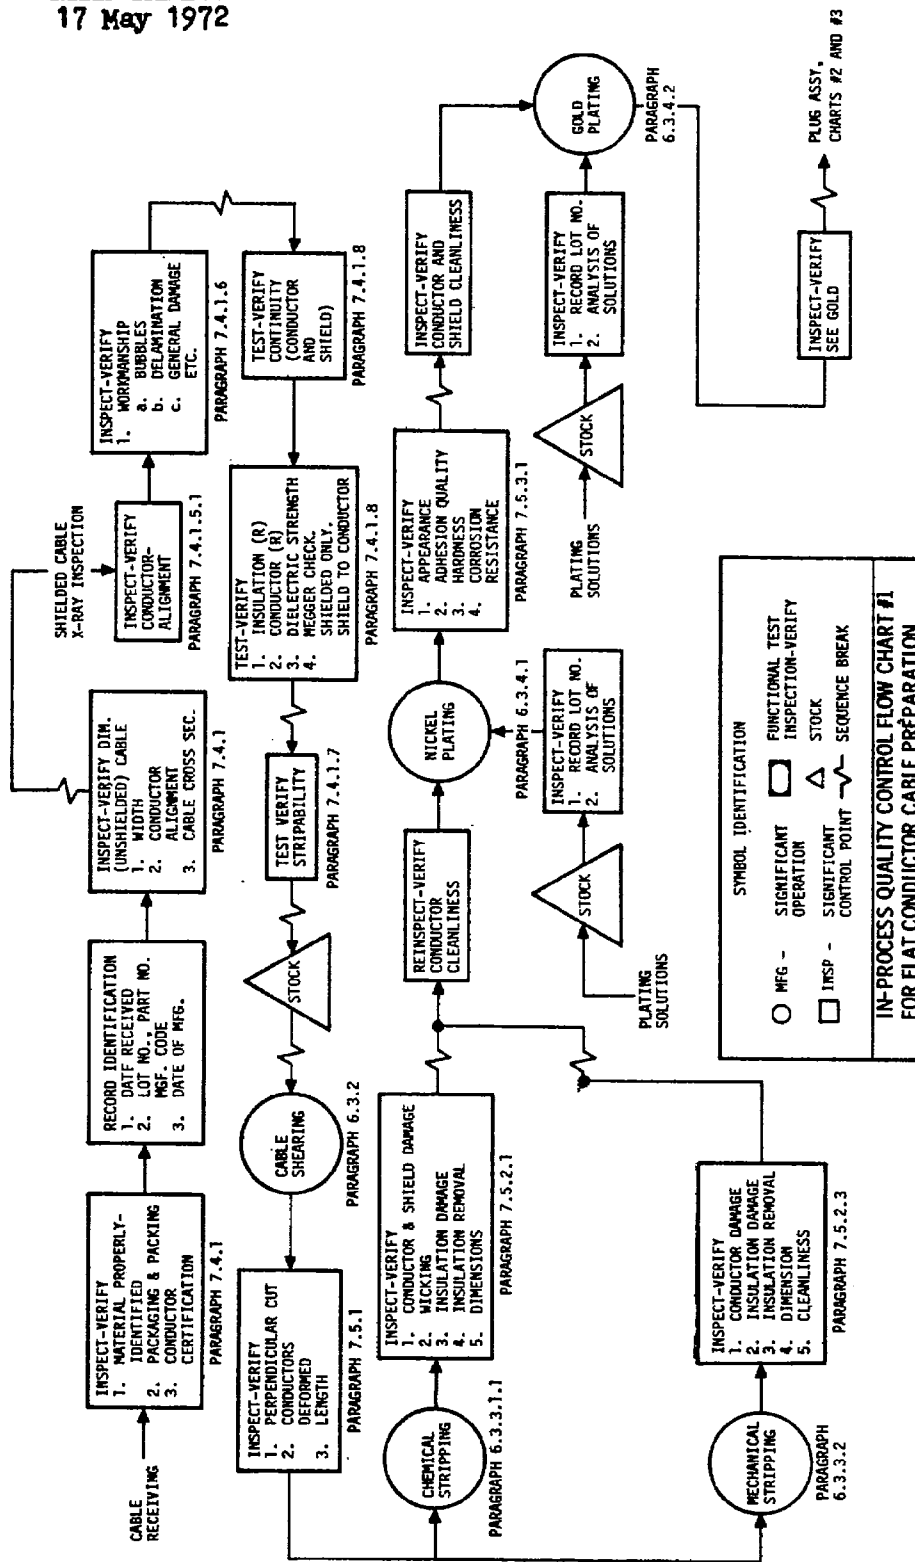 17 May 1972
CABLE
RECEIVING
INSPECT-VERIFY
1. MATERIAL PROPERLY-
IDENTIFIED
2. PACKAGING & PACKING
3. CONDUCTOR
CERTIFICATION
PARAGRAPH 7.4.1
RECORD IDENTIFICATION
1. DATE RECEIVED
2. LOT NO., PART NO.
MGF. CODE
3. DATE OF MFG.
INSPECT-VERIFY DIM.
(UNSHIELDED) CABLE
1. WIDTH
2. CONDUCTOR
ALIGNMENT
3. CABLE CROSS SEC.
PARAGRAPH 7.4.1
SHIELDED CABLE
X-RAY INSPECTION
INSPECT-VERIFY
CONDUCTOR-
ALIGNMENT
PARAGRAPH 7.4.1.5.1
INSPECT-VERIFY
1. WORKMANSHIP
a. BUBBLES
b. DELAMINATION
c. GENERAL DAMAGE
ETC.
PARAGRAPH 7.4.1.6
TEST-VERIFY
CONTINUITY
(CONDUCTOR
AND
SHIELD)
PARAGRAPH 7.4.1.8
TEST-VERIFY
1. INSULATION (R)
2. CONDUCTOR (R)
3. DIELECTRIC STRENGTH
4. MEGGER CHECK.
SHIELDED ONLY.
SHIELD TO CONDUCTOR
PARAGRAPH 7.4.1.8
TEST VERIFY
STRIPABILITY
PARAGRAPH 7.4.1.7
STOCK
CABLE
SHEARING
PARAGRAPH 6.3.2
INSPECT-VERIFY
1. PERPENDICULAR CUT
2. CONDUCTORS
DEFORMED
3. LENGTH
PARAGRAPH 7.5.1
CHEMICAL
STRIPPING
PARAGRAPH 6.3.3.1
INSPECT-VERIFY
1. CONDUCTOR & SHIELD DAMAGE
2. WICKING
3. INSULATION DAMAGE
4. INSULATION REMOVAL
5. DIMENSIONS
PARAGRAPH 7.5.2.1
REINSPECT-VERIFY
CONDUCTOR
CLEANLINESS
NICKEL
PLATING
PARAGRAPH 6.3.4.1
INSPECT-VERIFY
1. APPEARANCE
2. ADHESION QUALITY
3. HARDNESS
4. CORROSION
RESISTANCE
PARAGRAPH 7.5.3.1
INSPECT-VERIFY
CONDUCTOR AND
SHIELD CLEANLINESS
GOLD
PLATING
PARAGRAPH
6.3.4.2
PLATING
SOLUTIONS
STOCK
INSPECT-VERIFY
1. RECORD LOT NO.
2. ANALYSIS OF
SOLUTIONS
PLATING
SOLUTIONS
STOCK
INSPECT-VERIFY
1. RECORD LOT NO.
2. ANALYSIS OF
SOLUTIONS
MECHANICAL
STRIPPING
PARAGRAPH
6.3.3.2
INSPECT-VERIFY
1. CONDUCTOR DAMAGE
2. INSULATION DAMAGE
3. INSULATION REMOVAL
4. DIMENSION
5. CLEANLINESS
PARAGRAPH 7.5.2.3
INSPECT-VERIFY
SEE GOLD
PLUG ASSY.
CHARTS #2 AND #3
SYMBOL IDENTIFICATION
MFG - SIGNIFICANT
OPERATION
FUNCTIONAL TEST
INSPECTION-VERIFY
INSP - SIGNIFICANT
CONTROL POINT
STOCK
SEQUENCE BREAK
IN-PROCESS QUALITY CONTROL FLOW CHART #1
FOR FLAT CONDUCTOR CABLE PREPARATION